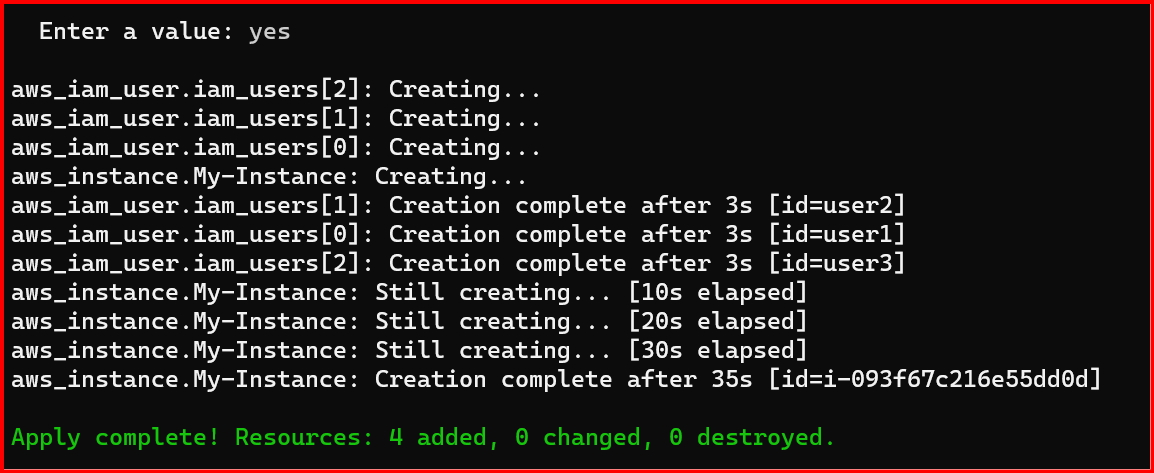 Enter a value: yes
aws_iam_user.iam_users[2]: Creating...
aws_iam_user.iam_users[1]: Creating...
aws_iam_user.iam_users[0]: Creating...
aws_instance.My-Instance: Creating...
aws_iam_user.iam_users[1]: Creation complete after 3s [id=user2]
aws_iam_user.iam_users[0]: Creation complete after 3s [id=user1]
aws_iam_user.iam_users[2]: Creation complete after 3s [id=user3]
aws_instance.My-Instance: Still creating... [10s elapsed]
aws_instance.My-Instance: Still creating... [20s elapsed]
aws_instance.My-Instance: Still creating... [30s elapsed]
aws_instance.My-Instance: Creation complete after 35s [id=i-093f67c216e55dd0d]
Apply complete! Resources: 4 added, 0 changed, 0 destroyed.